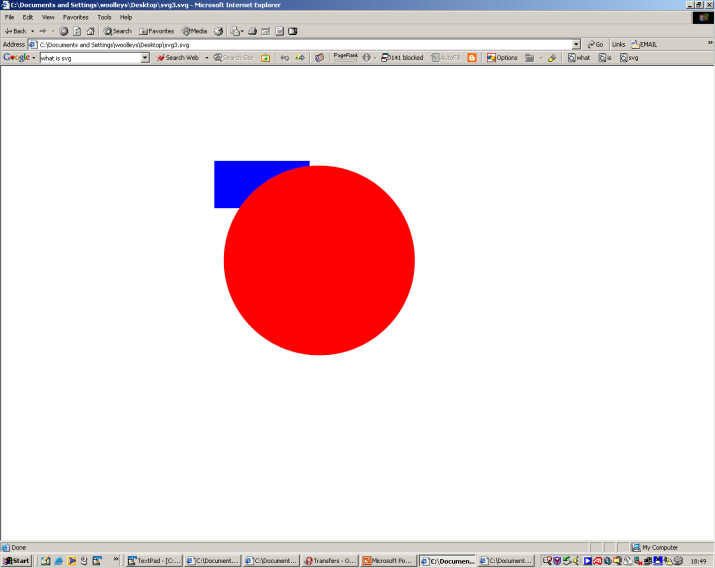 C:\Documents and Settings\woolleys\Desktop\svg3.svg - Microsoft Internet Explorer
File Edit View Favorites Tools Help
Back Search Favorites Media
Address C:\Documents and Settings\woolleys\Desktop\svg3.svg Go Links EMAIL »
Google what is svg Search Web Search Site PageRank 141 blocked AutoFill Options what is svg
Done My Computer
Start » TextPad - [C:... C:\Document... C:\Document... Transfers - O... Microsoft Po... C:\Documen... C:\Document... 18:49